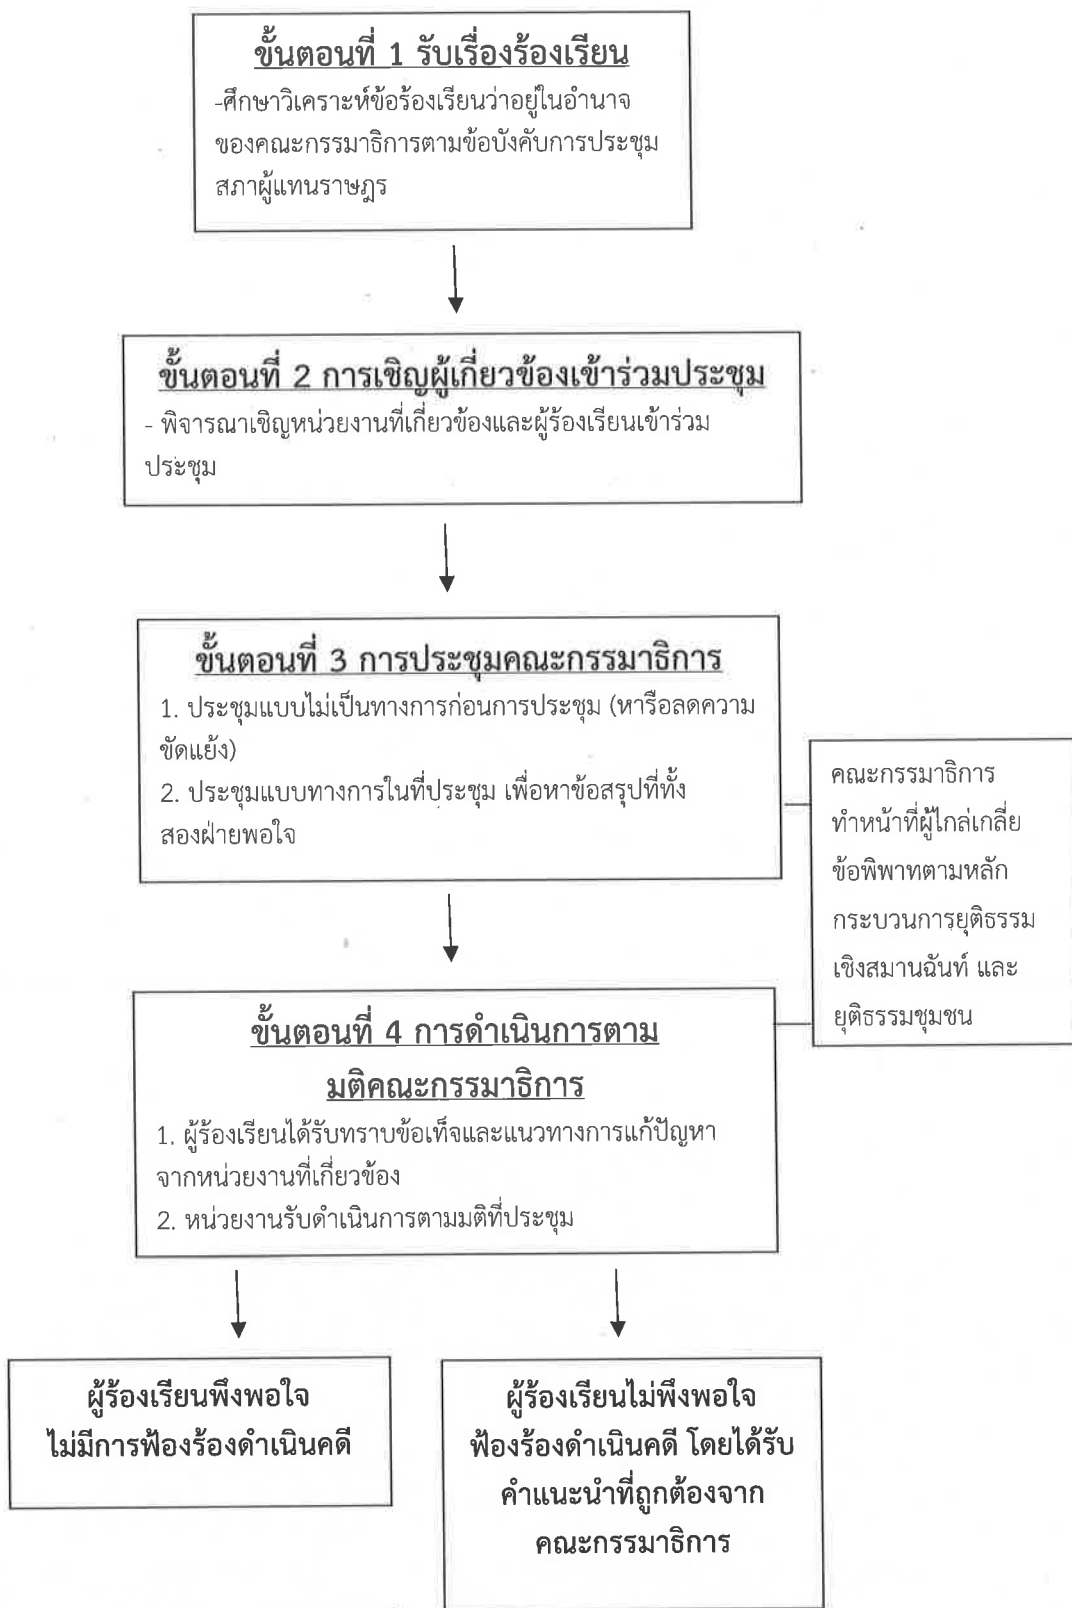 ขั้นตอนที่ 1 รับเรื่องร้องเรียน
-ศึกษาวิเคราะห์ข้อร้องเรียนว่าอยู่ในอำนาจ
ของคณะกรรมาธิการตามข้อบังคับการประชุม
สภาผู้แทนราษฎร
ขั้นตอนที่ 2 การเชิญผู้เกี่ยวข้องเข้าร่วมประชุม
- พิจารณาเชิญหน่วยงานที่เกี่ยวข้องและผู้ร้องเรียนเข้าร่วม
ประชุม
ขั้นตอนที่ 3 การประชุมคณะกรรมาธิการ
1. ประชุมแบบไม่เป็นทางการก่อนการประชุม (หารือลดความ
ขัดแย้ง)
2. ประชุมแบบทางการในที่ประชุม เพื่อหาข้อสรุปที่ทั้ง
สองฝ่ายพอใจ
คณะกรรมาธิการ
ทำหน้าที่ผู้ไกล่เกลี่ย
ข้อพิพาทตามหลัก
กระบวนการยุติธรรม
เชิงสมานฉันท์ และ
ยุติธรรมชุมชน
ขั้นตอนที่ 4 การดำเนินการตาม
มติคณะกรรมาธิการ
1. ผู้ร้องเรียนได้รับทราบข้อเท็จและแนวทางการแก้ปัญหา
จากหน่วยงานที่เกี่ยวข้อง
2. หน่วยงานรับดำเนินการตามมติที่ประชุม
ผู้ร้องเรียนพึงพอใจ
ไม่มีการฟ้องร้องดำเนินคดี
ผู้ร้องเรียนไม่พึงพอใจ
ฟ้องร้องดำเนินคดี โดยได้รับ
คำแนะนำที่ถูกต้องจาก
คณะกรรมาธิการ